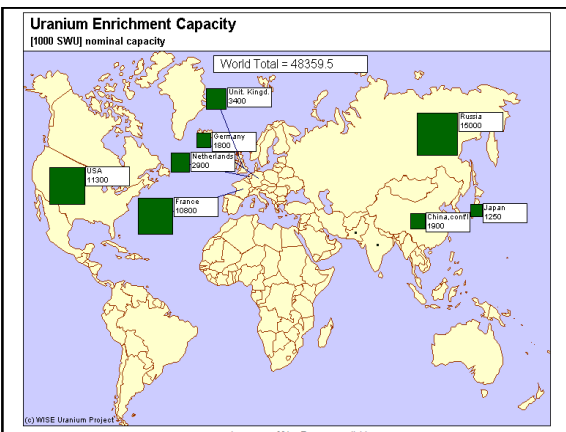 Uranium Enrichment Capacity
[1000 SWU] nominal capacity
World Total = 48359.5
Unit. Kingd.
3400
Russia
15000
Germany
1800
Netherlands
2900
USA
11300
France
10800
Japan
1250
China,confl.
1900
(c) WISE Uranium Project